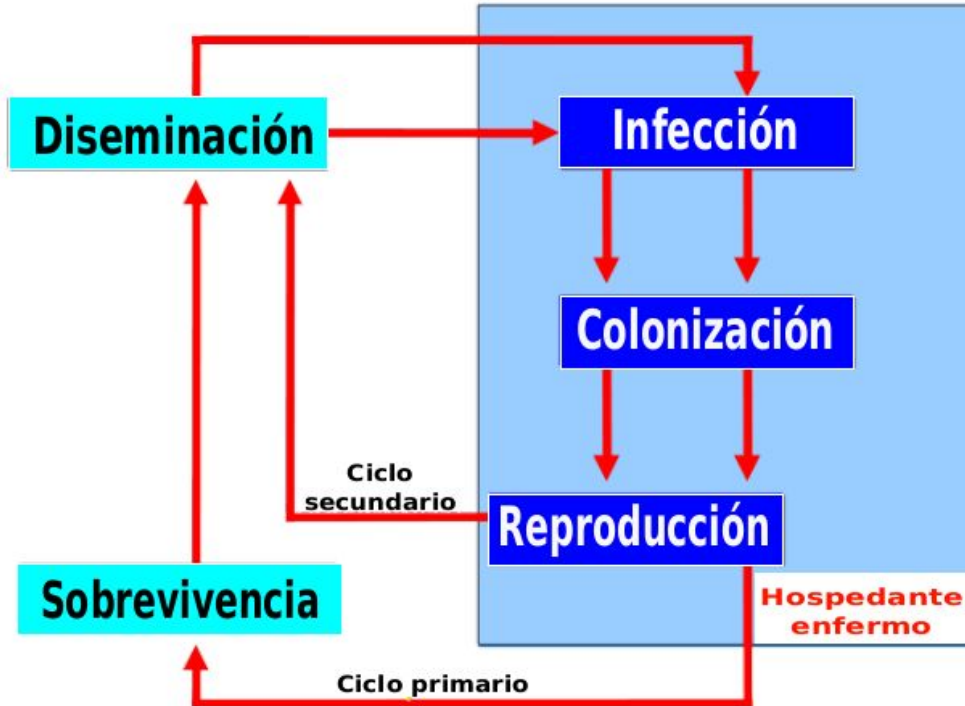 Diseminación
Infección
Colonización
Ciclo
secundario
Reproducción
Sobrevivencia
Hospedante
enfermo
Ciclo primario